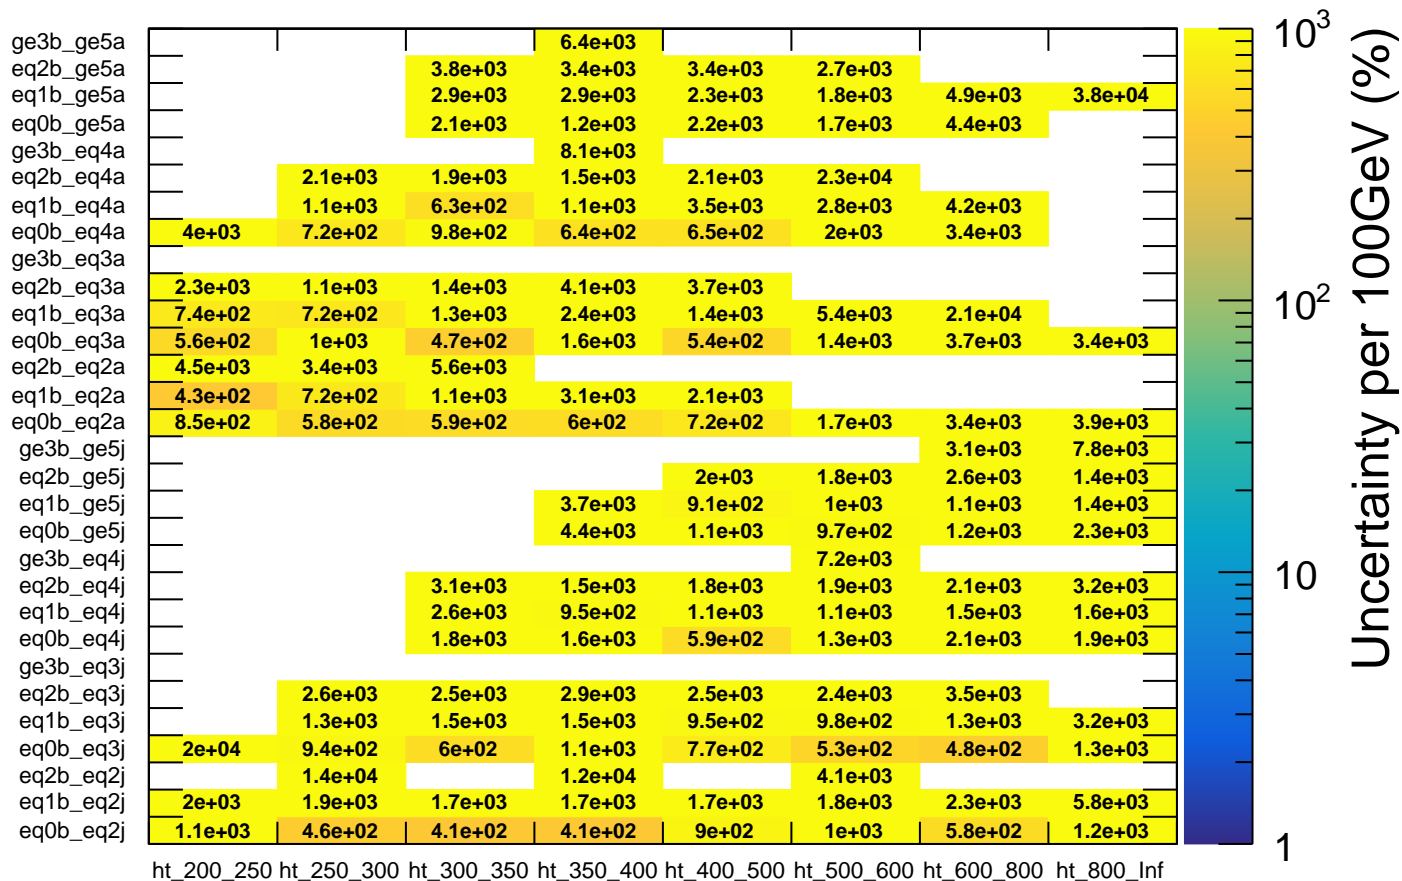 ge3b_ge5a 6.4e+03
eq2b_ge5a 3.8e+03 3.4e+03 3.4e+03 2.7e+03
eq1b_ge5a 2.9e+03 2.9e+03 2.3e+03 1.8e+03 4.9e+03 3.8e+04
eq0b_ge5a 2.1e+03 1.2e+03 2.2e+03 1.7e+03 4.4e+03
ge3b_eq4a 8.1e+03
eq2b_eq4a 2.1e+03 1.9e+03 1.5e+03 2.1e+03 2.3e+04
eq1b_eq4a 1.1e+03 6.3e+02 1.1e+03 3.5e+03 2.8e+03 4.2e+03
eq0b_eq4a 4e+03 7.2e+02 9.8e+02 6.4e+02 6.5e+02 2e+03 3.4e+03
ge3b_eq3a
eq2b_eq3a 2.3e+03 1.1e+03 1.4e+03 4.1e+03 3.7e+03
eq1b_eq3a 7.4e+02 7.2e+02 1.3e+03 2.4e+03 1.4e+03 5.4e+03 2.1e+04
eq0b_eq3a 5.6e+02 1e+03 4.7e+02 1.6e+03 5.4e+02 1.4e+03 3.7e+03 3.4e+03
eq2b_eq2a 4.5e+03 3.4e+03 5.6e+03
eq1b_eq2a 4.3e+02 7.2e+02 1.1e+03 3.1e+03 2.1e+03
eq0b_eq2a 8.5e+02 5.8e+02 5.9e+02 6e+02 7.2e+02 1.7e+03 3.4e+03 3.9e+03
ge3b_ge5j 3.1e+03 7.8e+03
eq2b_ge5j 2e+03 1.8e+03 2.6e+03 1.4e+03
eq1b_ge5j 3.7e+03 9.1e+02 1e+03 1.1e+03 1.4e+03
eq0b_ge5j 4.4e+03 1.1e+03 9.7e+02 1.2e+03 2.3e+03
ge3b_eq4j 7.2e+03
eq2b_eq4j 3.1e+03 1.5e+03 1.8e+03 1.9e+03 2.1e+03 3.2e+03
eq1b_eq4j 2.6e+03 9.5e+02 1.1e+03 1.1e+03 1.5e+03 1.6e+03
eq0b_eq4j 1.8e+03 1.6e+03 5.9e+02 1.3e+03 2.1e+03 1.9e+03
ge3b_eq3j
eq2b_eq3j 2.6e+03 2.5e+03 2.9e+03 2.5e+03 2.4e+03 3.5e+03
eq1b_eq3j 1.3e+03 1.5e+03 1.5e+03 9.5e+02 9.8e+02 1.3e+03 3.2e+03
eq0b_eq3j 2e+04 9.4e+02 6e+02 1.1e+03 7.7e+02 5.3e+02 4.8e+02 1.3e+03
eq2b_eq2j 1.4e+04 1.2e+04 4.1e+03
eq1b_eq2j 2e+03 1.9e+03 1.7e+03 1.7e+03 1.7e+03 1.8e+03 2.3e+03 5.8e+03
eq0b_eq2j 1.1e+03 4.6e+02 4.1e+02 4.1e+02 9e+02 1e+03 5.8e+02 1.2e+03
ht_200_250 ht_250_300 ht_300_350 ht_350_400 ht_400_500 ht_500_600 ht_600_800 ht_800_Inf
10³
10²
10
1
Uncertainty per 100GeV (%)